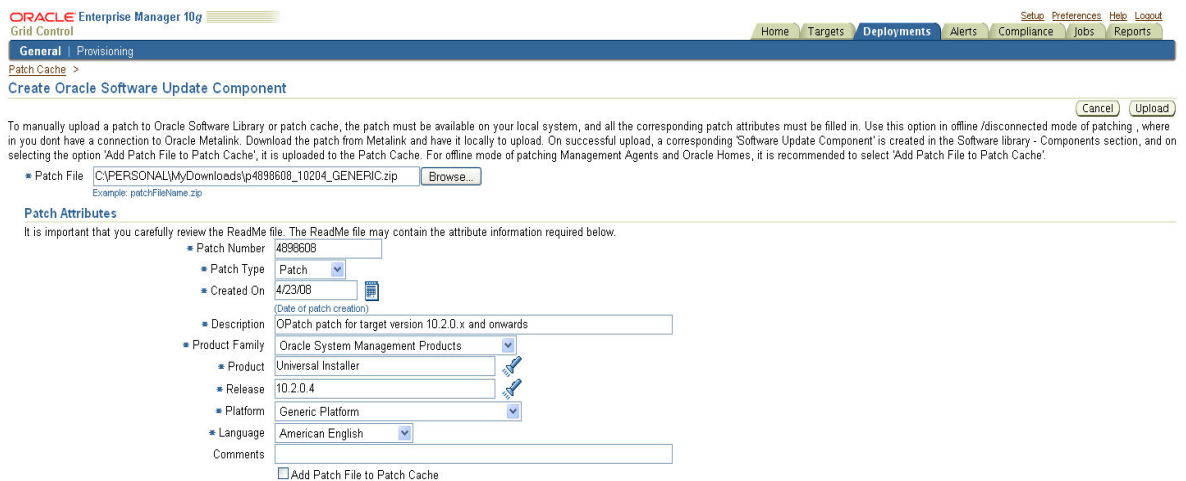 ORACLE Enterprise Manager 10g
Grid Control
Setup Preferences Help Logout
Home Targets Deployments Alerts Compliance Jobs Reports
General | Provisioning
Patch Cache >
Create Oracle Software Update Component
Cancel Upload
To manually upload a patch to Oracle Software Library or patch cache, the patch must be available on your local system, and all the corresponding patch attributes must be filled in. Use this option in offline /disconnected mode of patching , where
in you dont have a connection to Oracle Metalink. Download the patch from Metalink and have it locally to upload. On successful upload, a corresponding 'Software Update Component' is created in the Software library - Components section, and on
selecting the option 'Add Patch File to Patch Cache', it is uploaded to the Patch Cache. For offline mode of patching Management Agents and Oracle Homes, it is recommended to select 'Add Patch File to Patch Cache'.
* Patch File C:\PERSONAL\MyDownloads\p4898608_10204_GENERIC.zip Browse...
Example: patchFileName.zip
Patch Attributes
It is important that you carefully review the ReadMe file. The ReadMe file may contain the attribute information required below.
* Patch Number 4898608
* Patch Type Patch
* Created On 4/23/08
(Date of patch creation)
* Description OPatch patch for target version 10.2.0.x and onwards
* Product Family Oracle System Management Products
* Product Universal Installer
* Release 10.2.0.4
* Platform Generic Platform
* Language American English
Comments
Add Patch File to Patch Cache